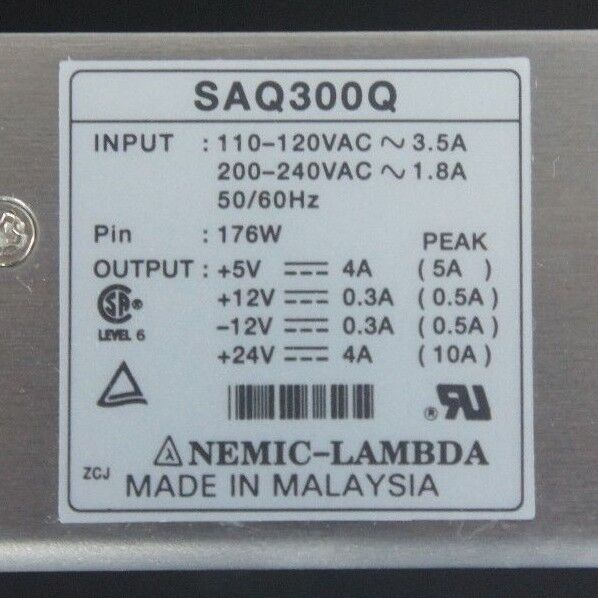 SAQ300Q
INPUT : 110-120VAC ~ 3.5A
200-240VAC ~ 1.8A
50/60Hz
Pin : 176W
PEAK
OUTPUT : +5V ⎓ 4A (5A)
+12V ⎓ 0.3A (0.5A)
-12V ⎓ 0.3A (0.5A)
+24V ⎓ 4A (10A)
SA®
LEVEL 6
®UR
NEMIC-LAMBDA
ZCJ
MADE IN MALAYSIA